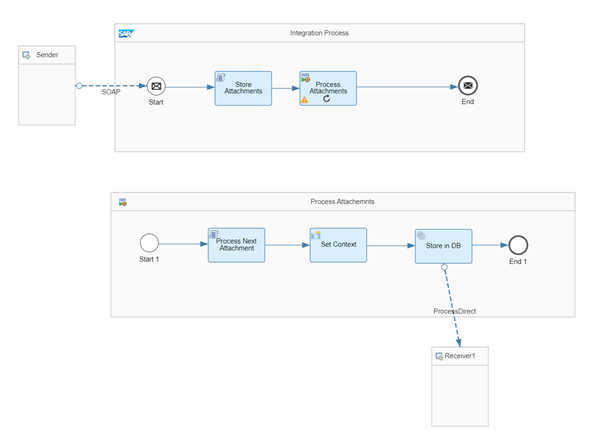 SAP
Integration Process
Sender
SOAP
Start
Store
Attachments
Process
Attachments
End
Process Attachemnts
Start 1
Process Next
Attachment
Set Context
Store in DB
End 1
ProcessDirect
Receiver1